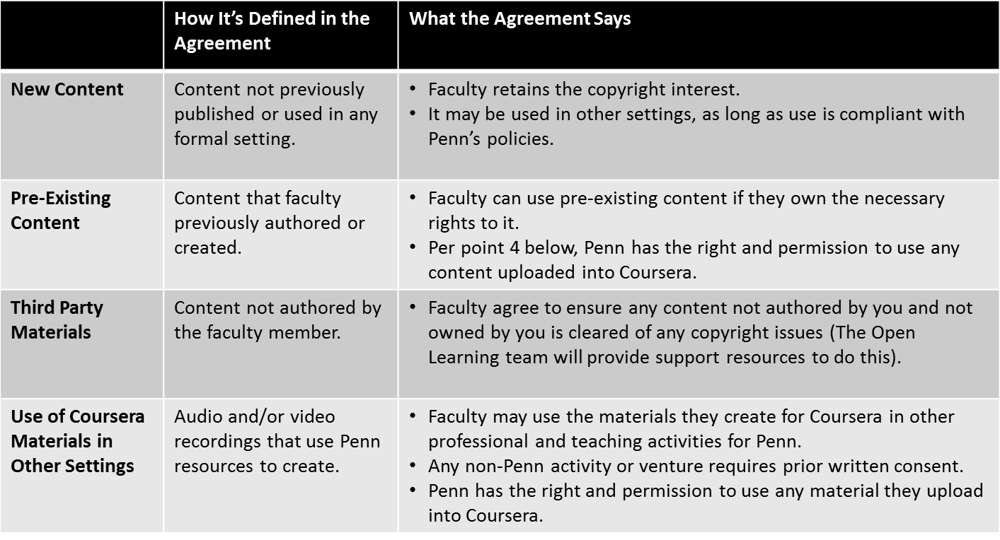 How It's Defined in the
Agreement
What the Agreement Says
New Content
Content not previously
published or used in any
formal setting.
• Faculty retains the copyright interest.
• It may be used in other settings, as long as use is compliant with
Penn's policies.
Pre-Existing
Content
Content that faculty
previously authored or
created.
• Faculty can use pre-existing content if they own the necessary
rights to it.
• Per point 4 below, Penn has the right and permission to use any
content uploaded into Coursera.
Third Party
Materials
Content not authored by
the faculty member.
• Faculty agree to ensure any content not authored by you and not
owned by you is cleared of any copyright issues (The Open
Learning team will provide support resources to do this).
Use of Coursera
Materials in
Other Settings
Audio and/or video
recordings that use Penn
resources to create.
• Faculty may use the materials they create for Coursera in other
professional and teaching activities for Penn.
• Any non-Penn activity or venture requires prior written consent.
• Penn has the right and permission to use any material they upload
into Coursera.